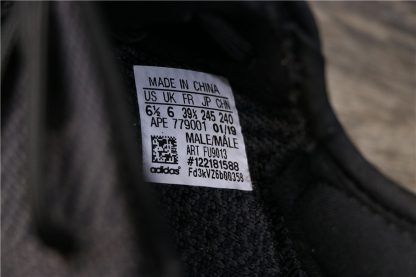 MADE IN CHINA
US UK FR JP CHN
6½ 6 39⅓ 245 240
APE 779001 01/19
MALE/MÂLE
ART FU9013
#122181588
adidas Fd3kVZ6b00358